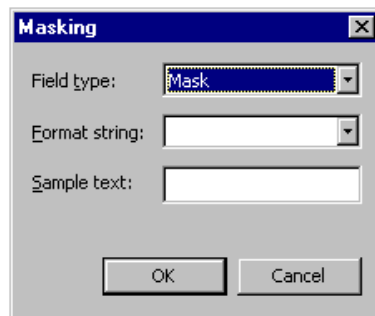 Masking
Field type: Mask
Format string:
Sample text:
OK Cancel